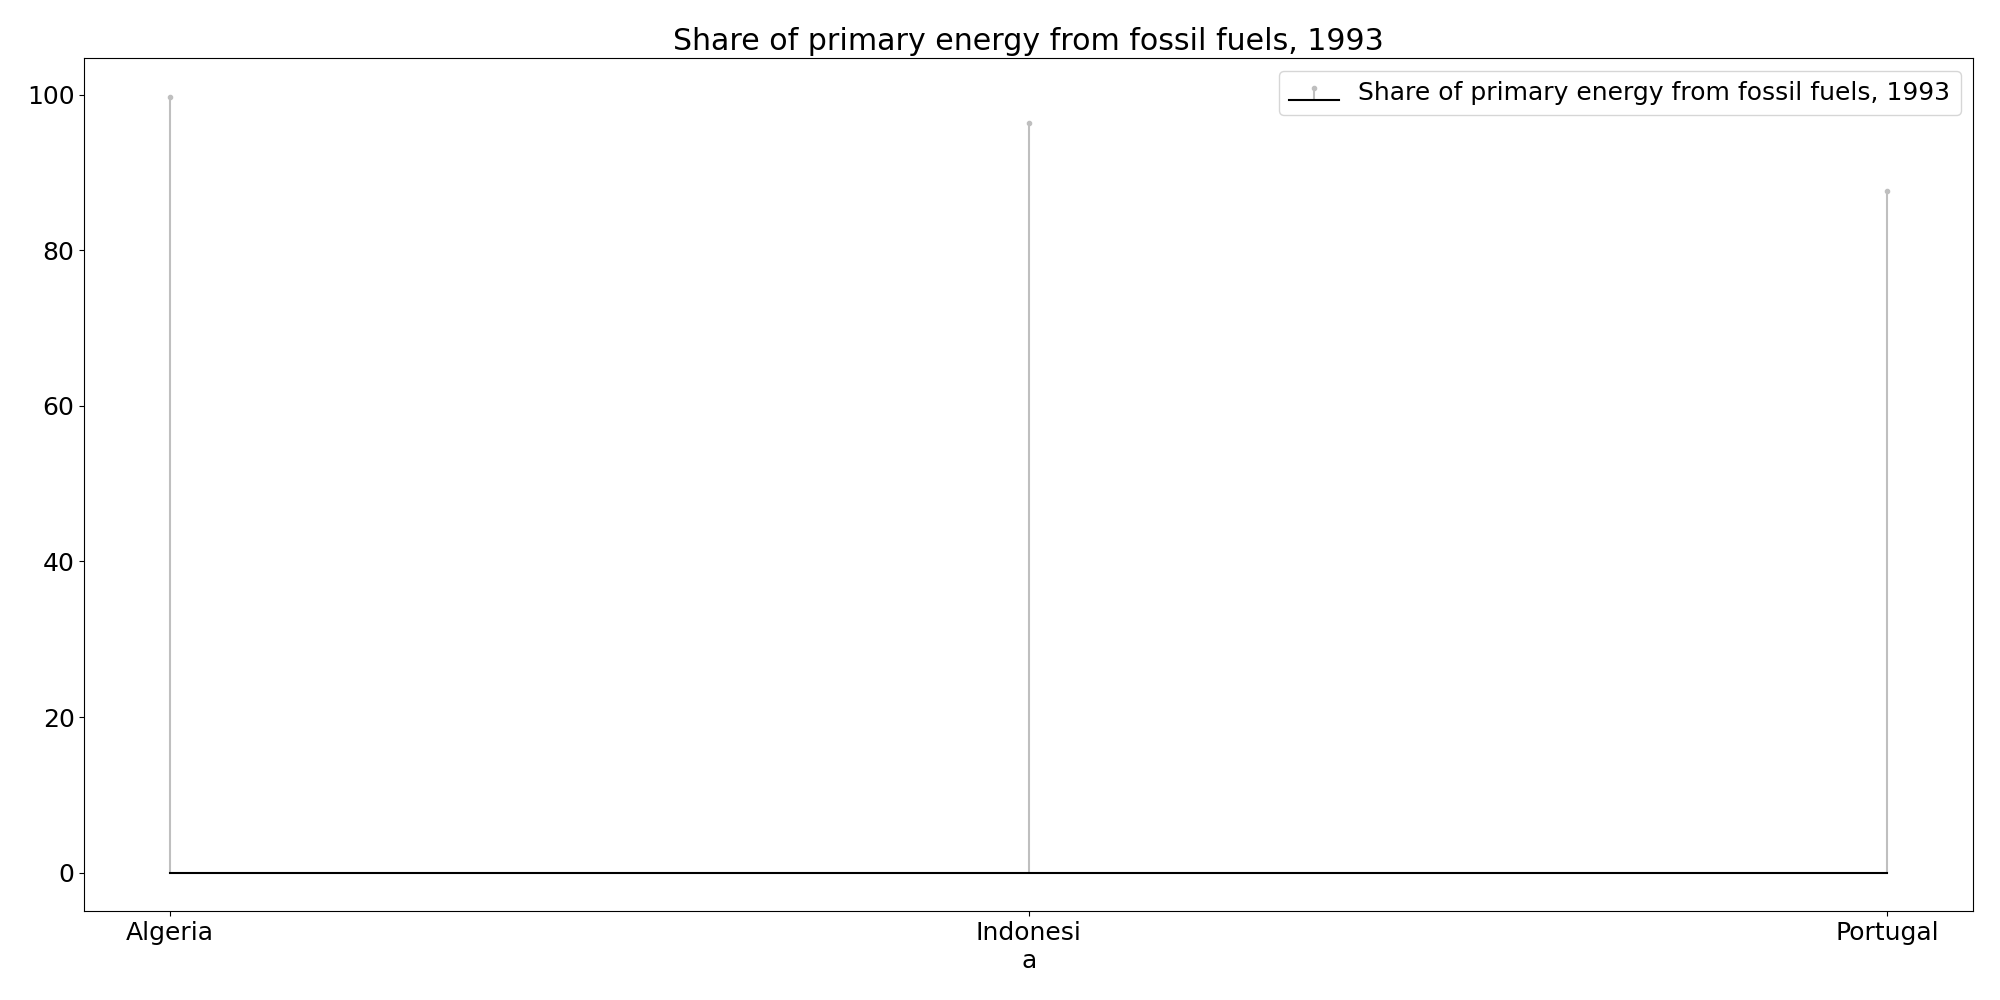 Share of primary energy from fossil fuels, 1993
Share of primary energy from fossil fuels, 1993
100
80
60
40
20
0
Algeria
Indonesi
a
Portugal